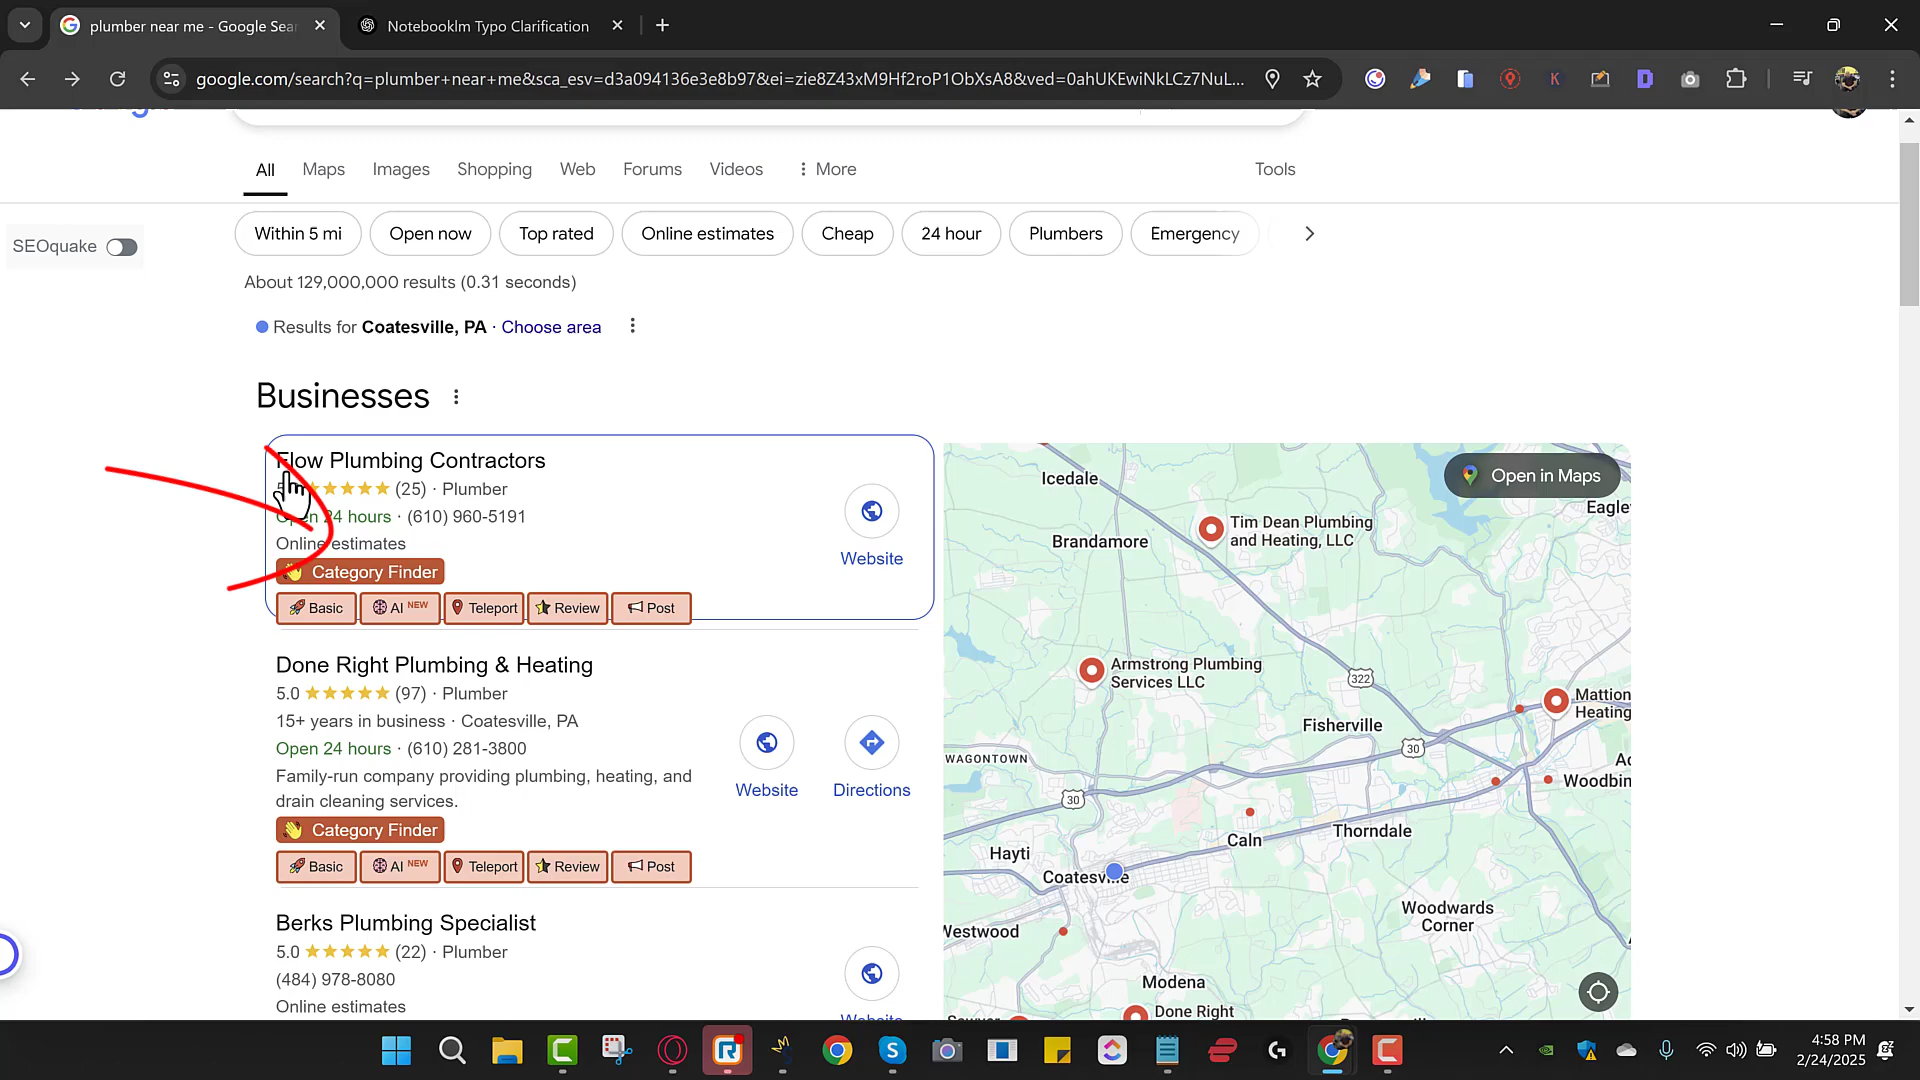 plumber near me - Google Sea
Notebooklm Typo Clarification
google.com/search?q=plumber+near+me&sca_esv=d3a094136e3e8b97&ei=zie8Z43xM9Hf2roP1ObXsA8&ved=0ahUKEwiNkLCz7NuL...
All Maps Images Shopping Web Forums Videos More Tools
SEOquake
Within 5 mi Open now Top rated Online estimates Cheap 24 hour Plumbers Emergency
About 129,000,000 results (0.31 seconds)
Results for Coatesville, PA · Choose area
Businesses
Flow Plumbing Contractors
(25) · Plumber
Open 24 hours · (610) 960-5191
Online estimates
Category Finder
Basic AI NEW Teleport Review Post
Website
Done Right Plumbing & Heating
5.0 (97) · Plumber
15+ years in business · Coatesville, PA
Open 24 hours · (610) 281-3800
Family-run company providing plumbing, heating, and
drain cleaning services.
Category Finder
Basic AI NEW Teleport Review Post
Website Directions
Berks Plumbing Specialist
5.0 (22) · Plumber
(484) 978-8080
Online estimates
Website
Open in Maps
Icedale
Eagle
Tim Dean Plumbing
and Heating, LLC
Brandamore
Armstrong Plumbing
Services LLC
322
Mattion
Heating
Fisherville
30
WAGONTOWN
Woodbin
30
Thorndale
Caln
Hayti
Coatesville
Woodwards
Corner
Westwood
Modena
Done Right
4:58 PM
2/24/2025